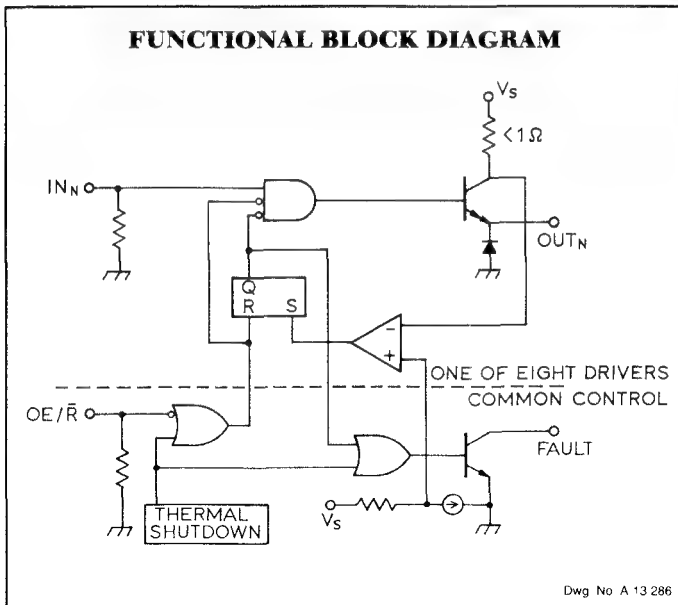 FUNCTIONAL BLOCK DIAGRAM
VS
<1Ω
INN
OUTN
Q
R S
-
+
ONE OF EIGHT DRIVERS
COMMON CONTROL
OE/R̄
FAULT
THERMAL
SHUTDOWN
VS
Dwg No A 13 286